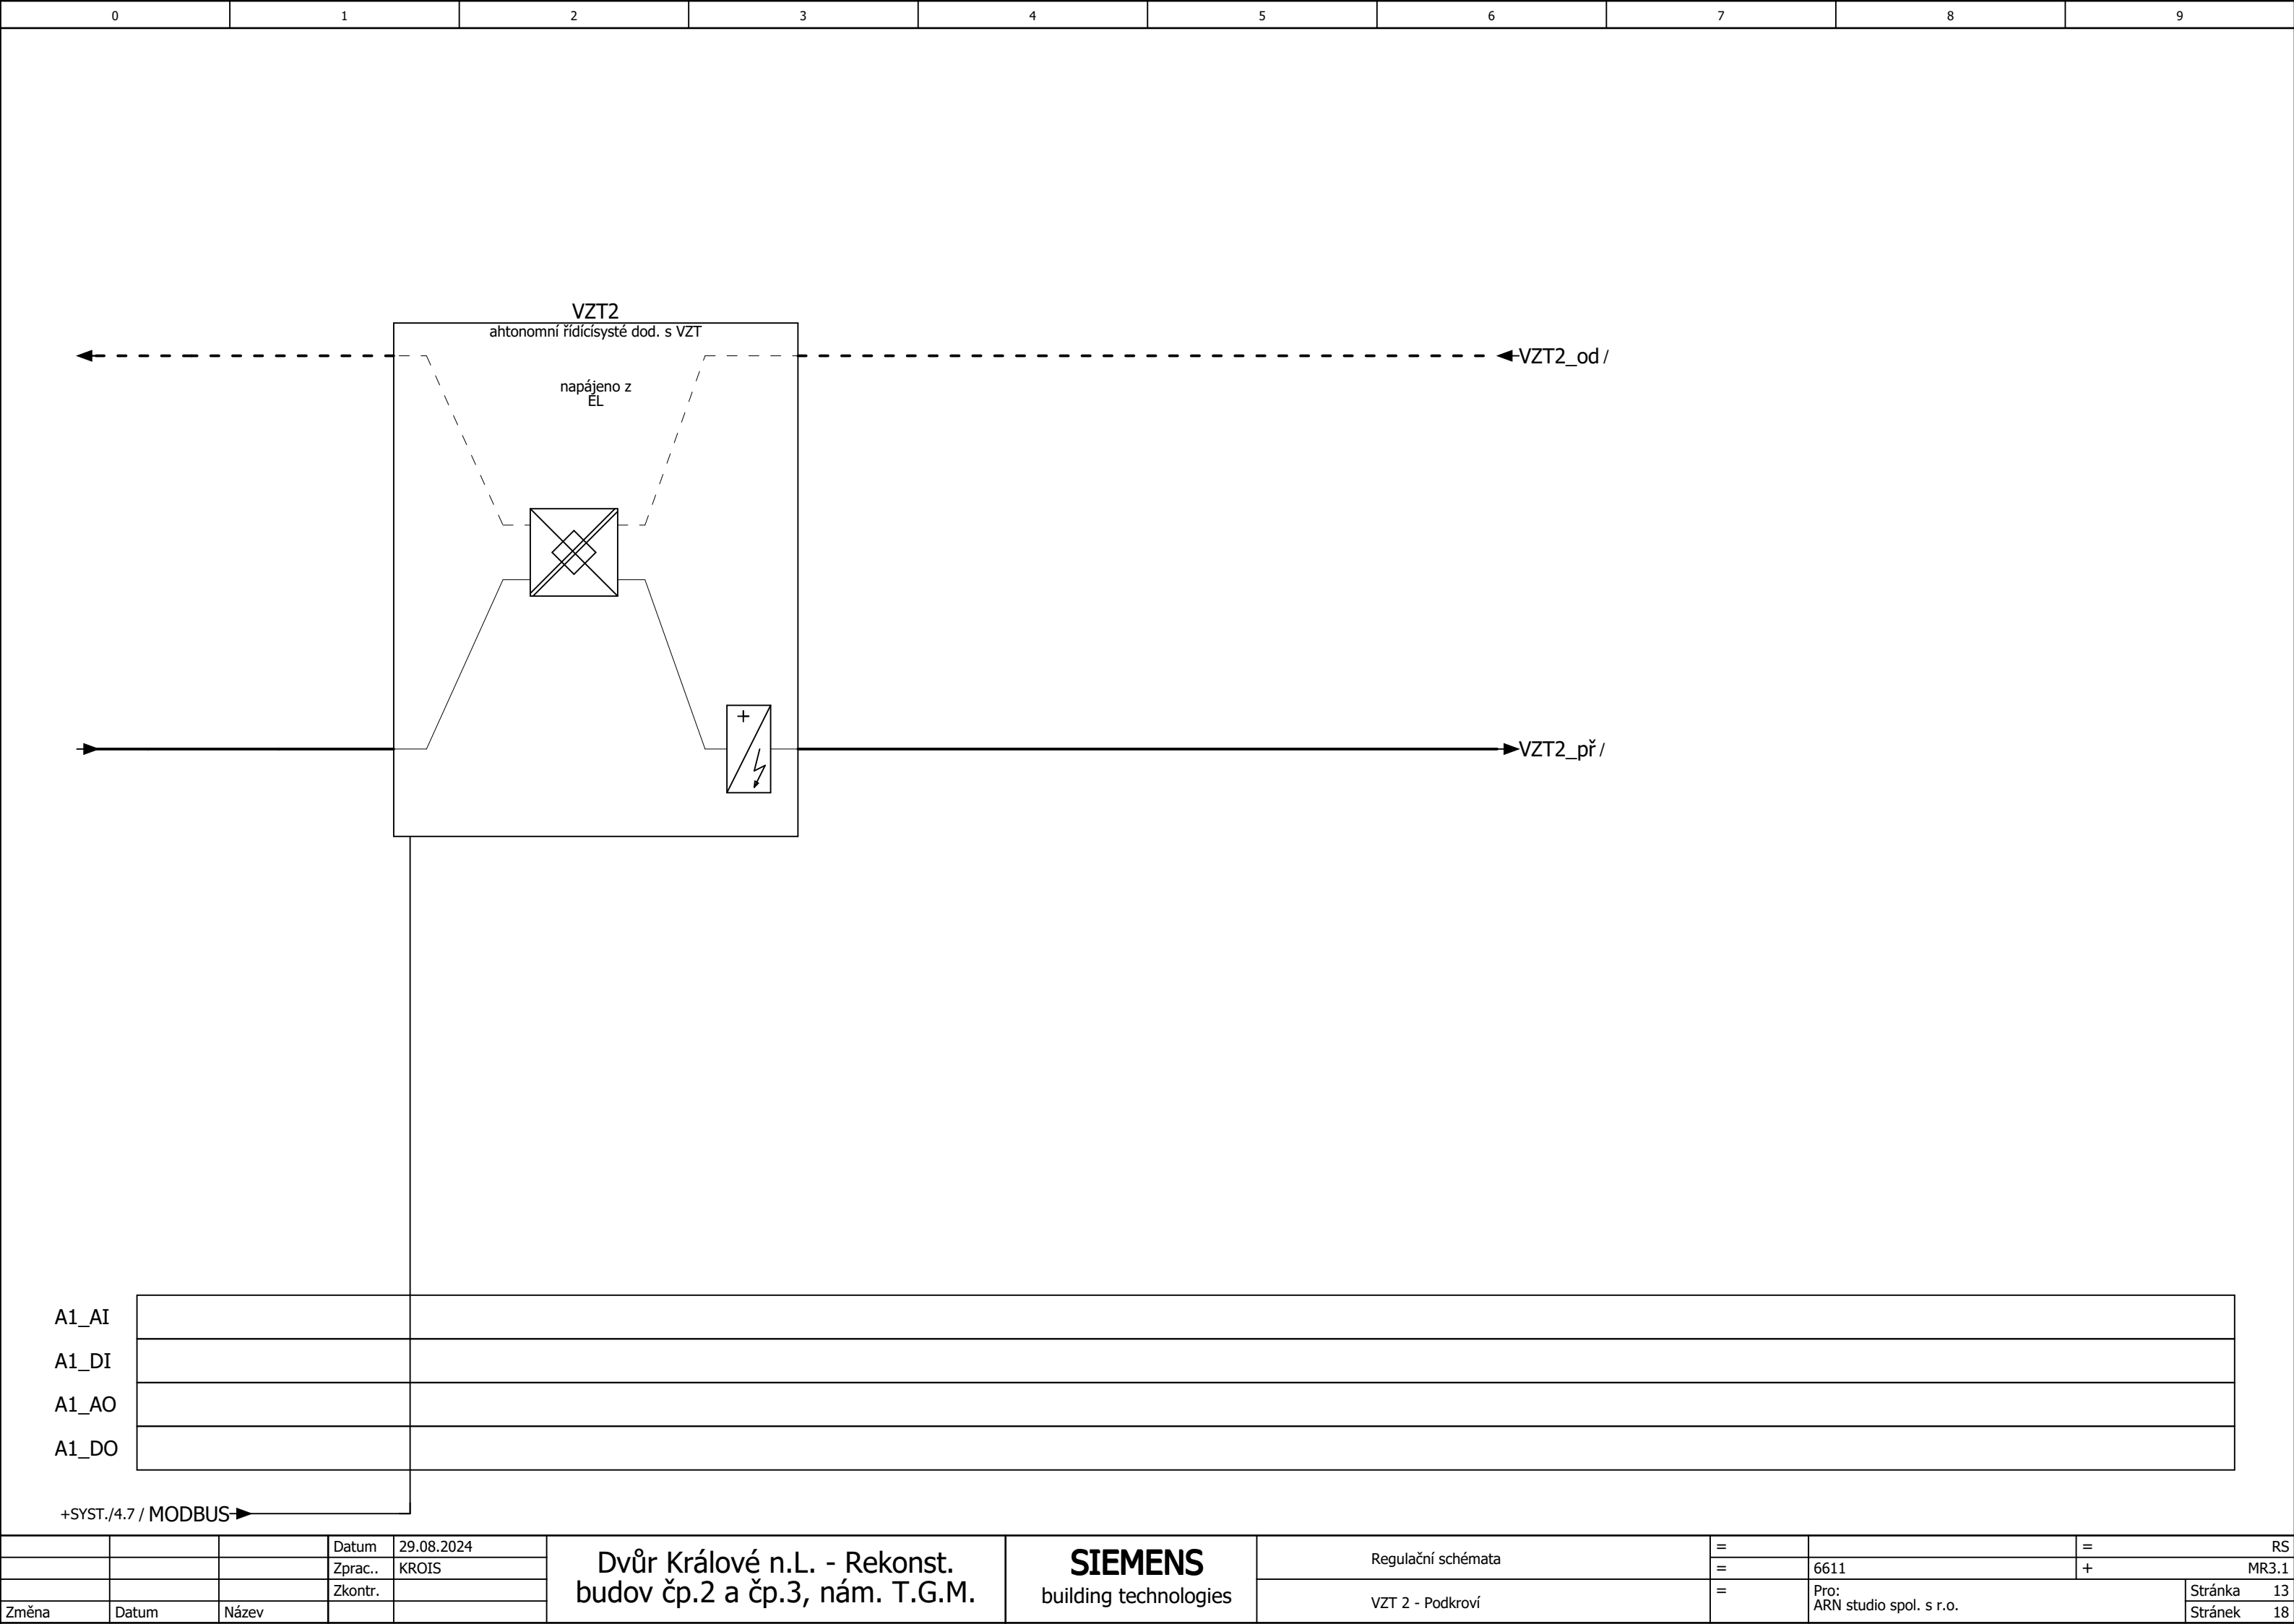 0 1 2 3 4 5 6 7 8 9
VZT2
ahtonomní řídícísysté dod. s VZT
VZT2_od /
napájeno z
EL
+
VZT2_př /
A1_AI
A1_DI
A1_AO
A1_DO
+SYST./4.7 / MODBUS
Datum 29.08.2024
Zprac.. KROIS
Zkontr.
Změna Datum Název
Dvůr Králové n.L. - Rekonst.
budov čp.2 a čp.3, nám. T.G.M.
SIEMENS
building technologies
Regulační schémata
VZT 2 - Podkroví
= = RS
= 6611 + MR3.1
= Pro:
ARN studio spol. s r.o.
Stránka 13
Stránek 18